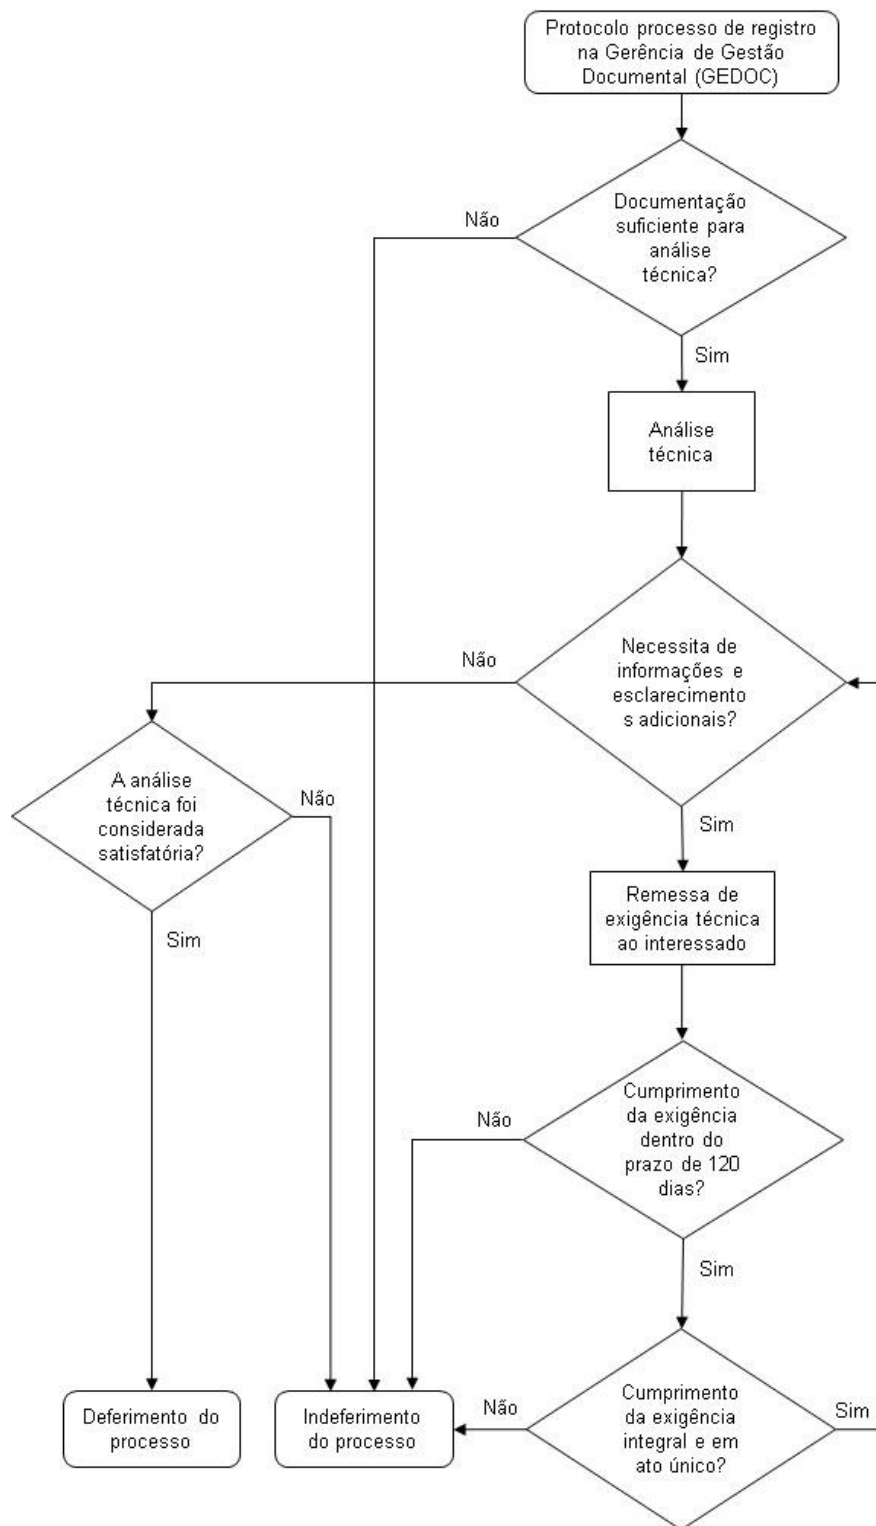 Protocolo processo de registro
na Gerência de Gestão
Documental (GEDOC)
Não
Documentação
suficiente para
análise
técnica?
Sim
Análise
técnica
Não
Necessita de
informações e
esclarecimento
s adicionais?
A análise
técnica foi
considerada
satisfatória?
Não
Sim
Sim
Remessa de
exigência técnica
ao interessado
Não
Cumprimento
da exigência
dentro do
prazo de 120
dias?
Sim
Deferimento do
processo
Indeferimento
do processo
Não
Cumprimento
da exigência
integral e em
ato único?
Sim